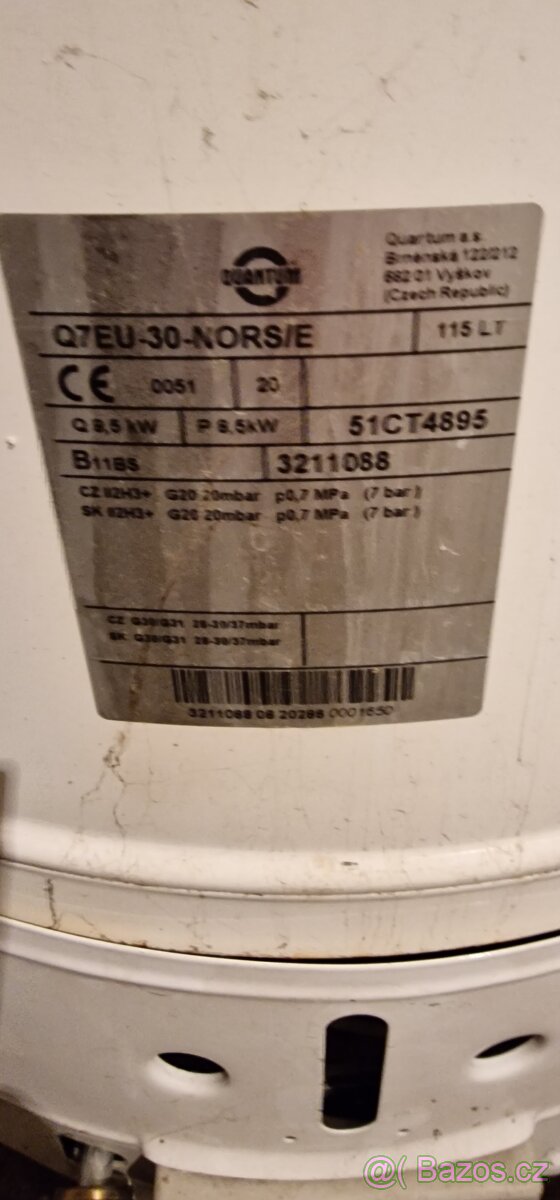 QUANTUM
Quantum a.s.
Brněnská 122/212
682 01 Vyškov
(Czech Republic)
Q7EU-30-NORS/E
115 LT
CE 0051 20
Q 8,5 kW P 6,5kW 51CT4895
B11BS 3211088
CZ II2H3+ G20 20mbar p0,7 MPa (7 bar)
SK II2H3+ G20 20mbar p0,7 MPa (7 bar)
CZ G30/G31 28-30/37mbar
SK G30/G31 28-30/37mbar
3211088 08 20286 0001650
@( Bazos.cz